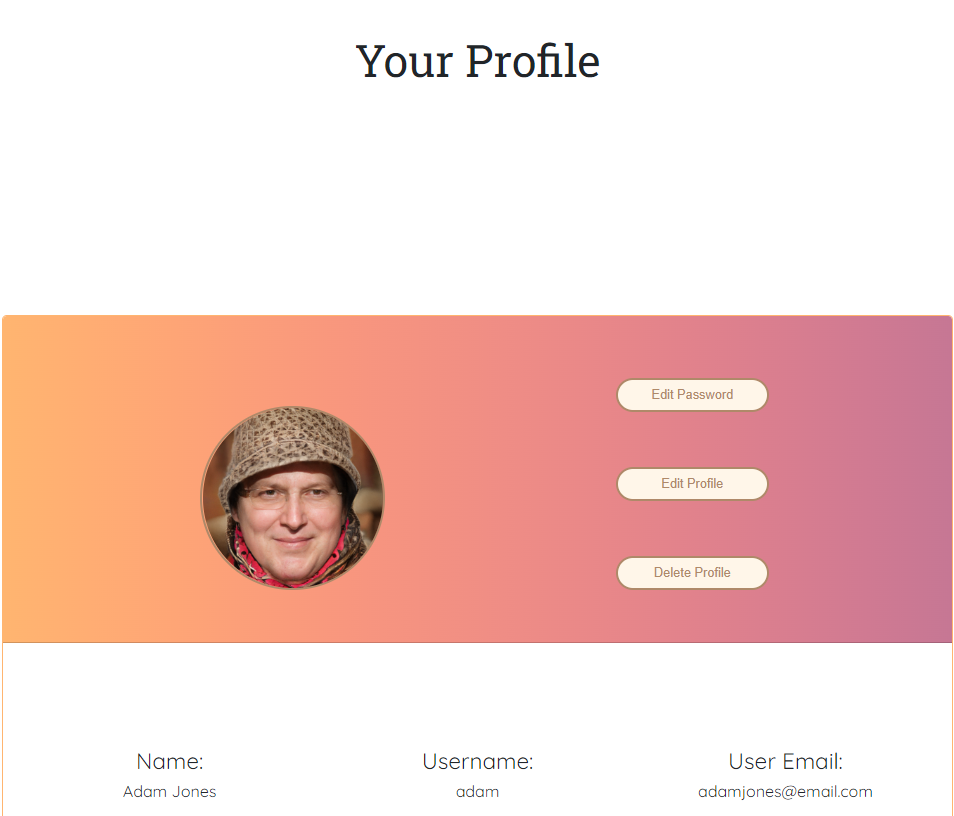 Your Profile
Edit Password
Edit Profile
Delete Profile
Name:
Adam Jones
Username:
adam
User Email:
adamjones@email.com